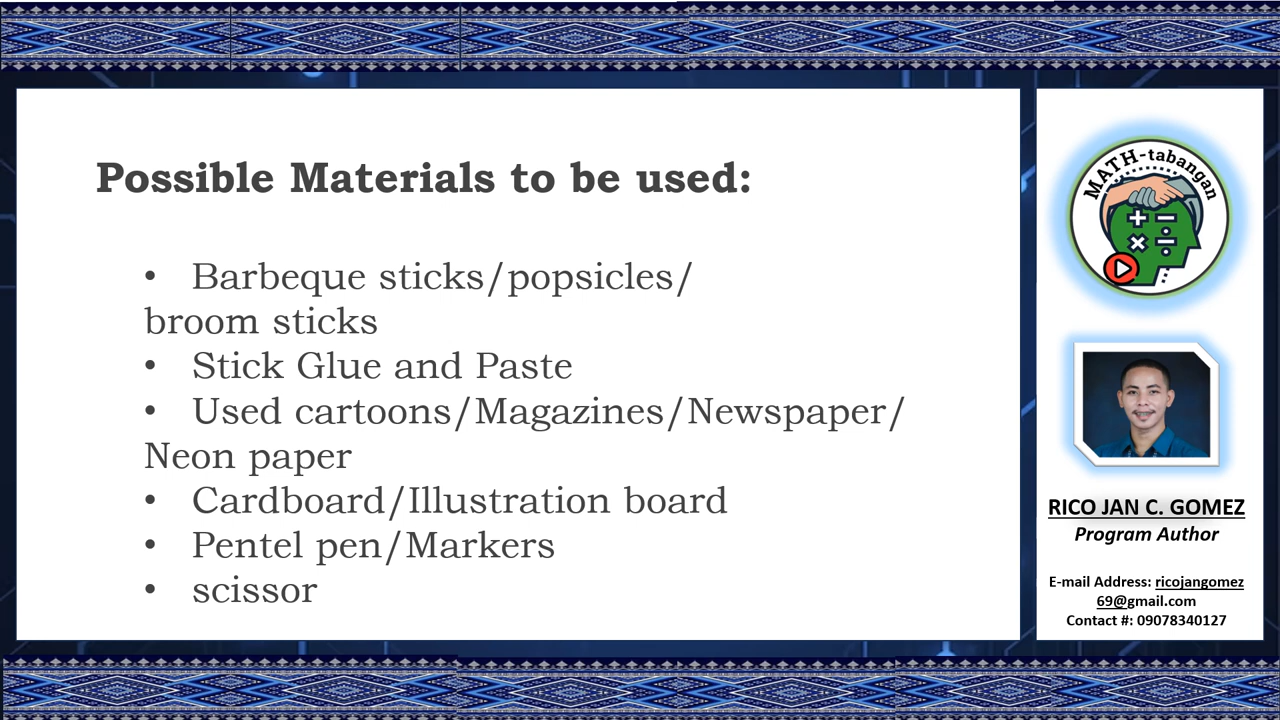 Possible Materials to be used:
• Barbeque sticks/popsicles/
broom sticks
• Stick Glue and Paste
• Used cartoons/Magazines/Newspaper/
Neon paper
• Cardboard/Illustration board
• Pentel pen/Markers
• scissor
MATH-tabangan
RICO JAN C. GOMEZ
Program Author
E-mail Address: ricojangomez
69@gmail.com
Contact #: 09078340127